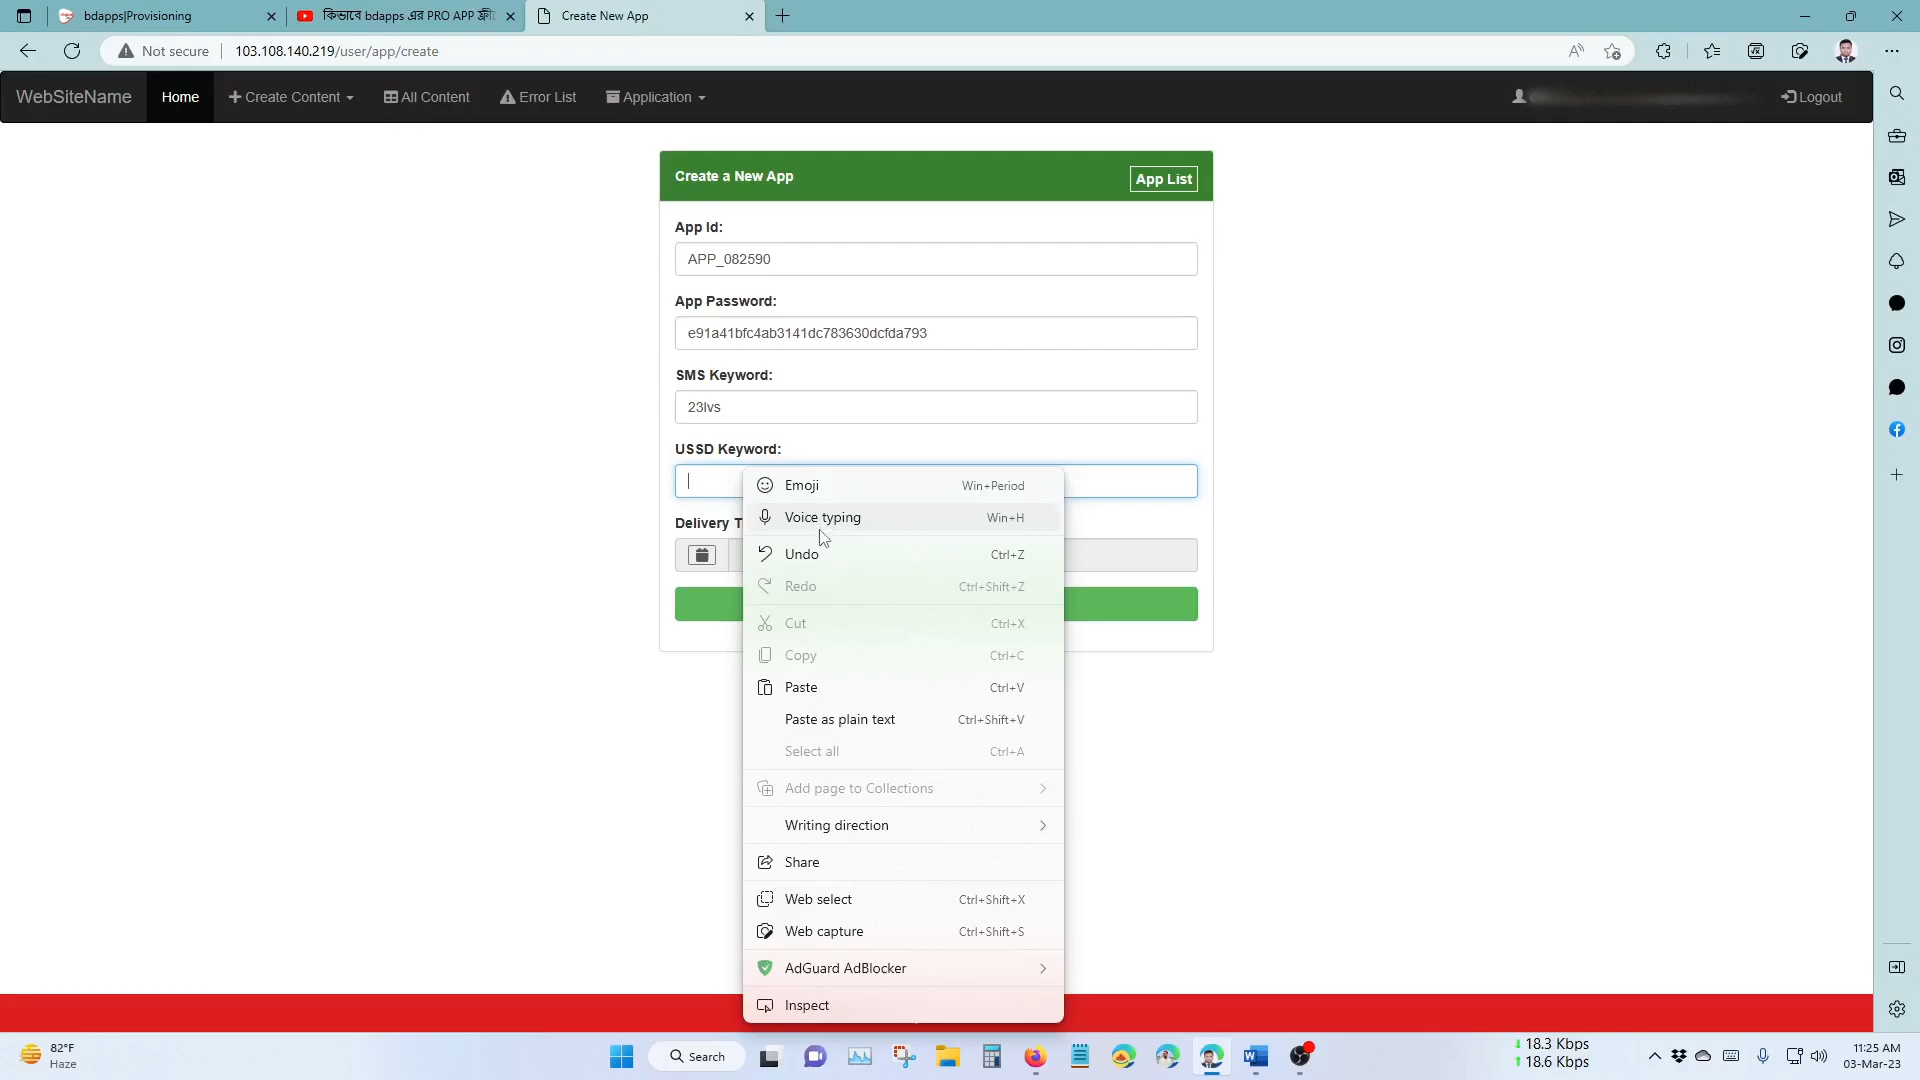 bdapps|Provisioning
কিভাবে bdapps এর PRO APP ফ্রী
Create New App
Not secure
103.108.140.219/user/app/create
WebSiteName
Home
Create Content
All Content
Error List
Application
Logout
Create a New App
App List
App Id:
APP_082590
App Password:
e91a41bfc4ab3141dc783630dcfda793
SMS Keyword:
23lvs
USSD Keyword:
Delivery T
Emoji Win+Period
Voice typing Win+H
Undo Ctrl+Z
Redo Ctrl+Shift+Z
Cut Ctrl+X
Copy Ctrl+C
Paste Ctrl+V
Paste as plain text Ctrl+Shift+V
Select all Ctrl+A
Add page to Collections
Writing direction
Share
Web select Ctrl+Shift+X
Web capture Ctrl+Shift+S
AdGuard AdBlocker
Inspect
82°F
Haze
Search
18.3 Kbps
18.6 Kbps
11:25 AM
03-Mar-23